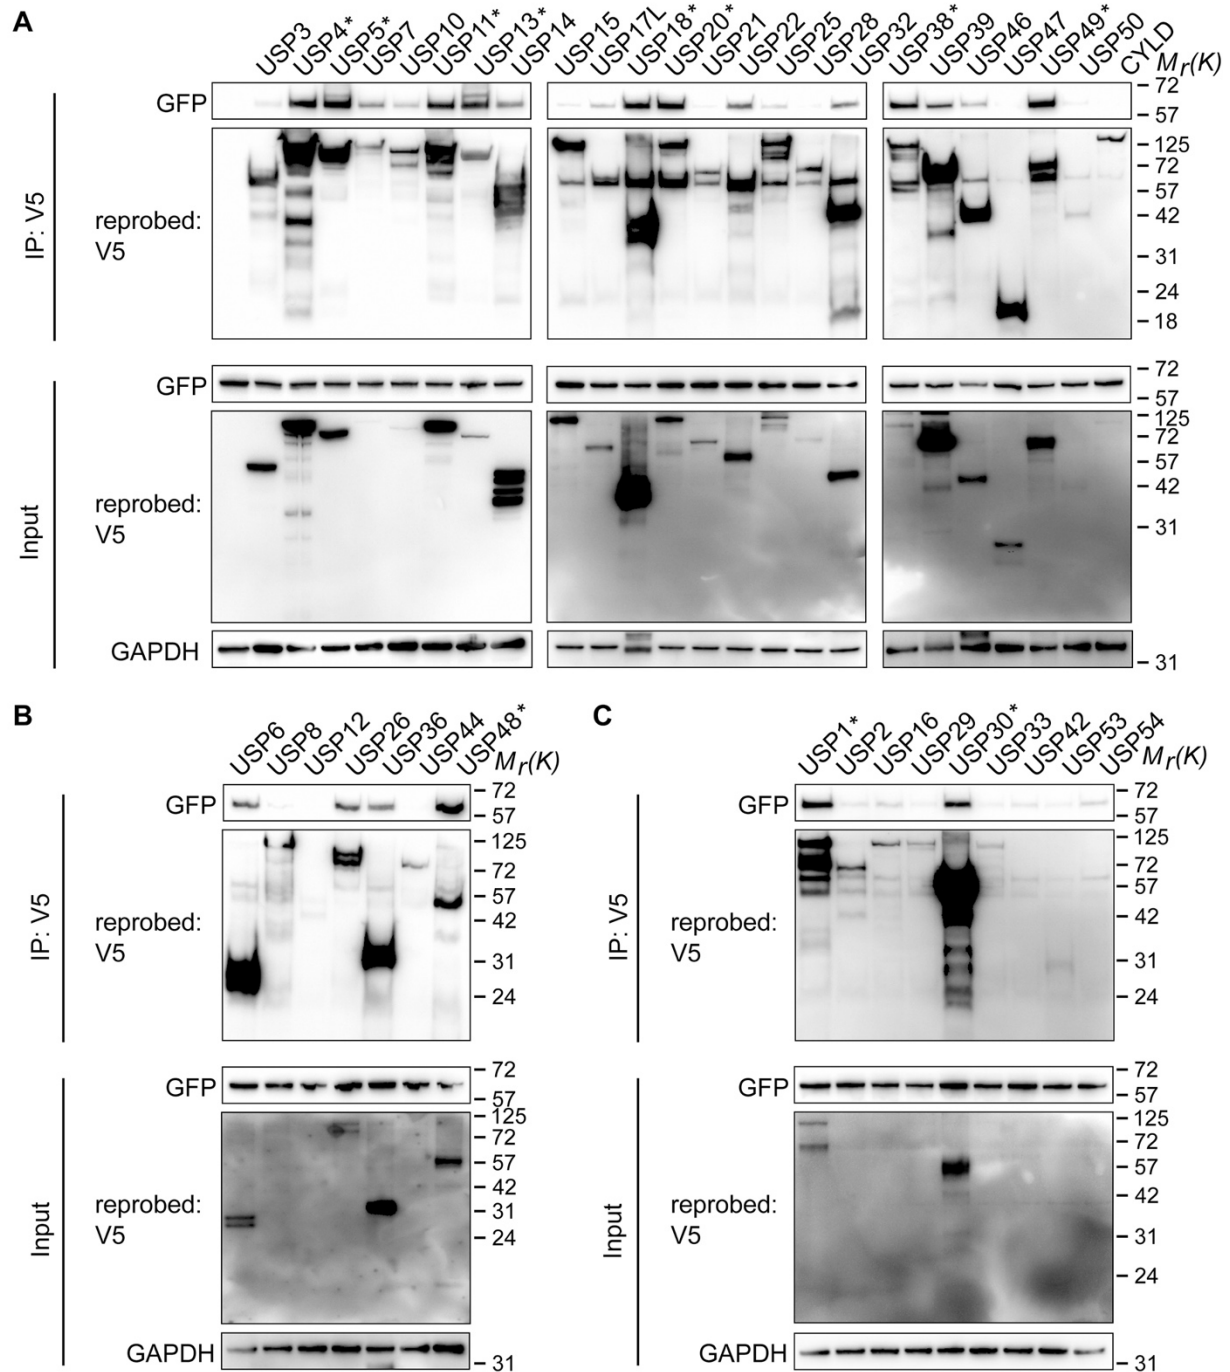 A
USP3 USP4* USP5* USP7 USP10 USP11* USP13* USP14 USP15 USP17L USP18* USP20* USP21 USP22 USP25 USP28 USP32 USP38* USP39 USP46 USP47 USP49* USP50 CYLD Mr(K)
IP: V5
GFP
72
57
reprobed:
V5
125
72
57
42
31
24
18
Input
GFP
72
57
reprobed:
V5
125
72
57
42
31
GAPDH
31
B
USP6 USP8 USP12 USP26 USP36 USP44 USP48* Mr(K)
IP: V5
GFP
72
57
reprobed:
V5
125
72
57
42
31
24
Input
GFP
72
57
reprobed:
V5
125
72
57
42
31
24
GAPDH
31
C
USP1* USP2 USP16 USP29 USP30* USP33 USP42 USP53 USP54 Mr(K)
IP: V5
GFP
72
57
reprobed:
V5
125
72
57
42
31
24
Input
GFP
72
57
reprobed:
V5
125
72
57
42
31
24
GAPDH
31